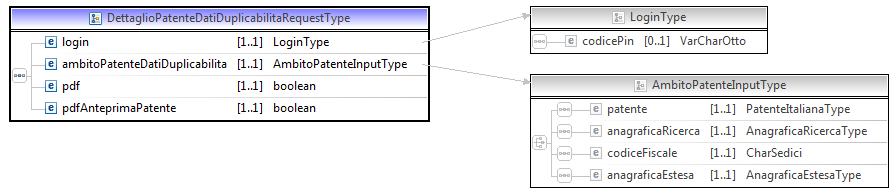 DettaglioPatenteDatiDuplicabilitaRequestType
login [1..1] LoginType
ambitoPatenteDatiDuplicabilita [1..1] AmbitoPatenteInputType
pdf [1..1] boolean
pdfAnteprimaPatente [1..1] boolean
LoginType
codicePin [0..1] VarCharOtto
AmbitoPatenteInputType
patente [1..1] PatenteItalianaType
anagraficaRicerca [1..1] AnagraficaRicercaType
codiceFiscale [1..1] CharSedici
anagraficaEstesa [1..1] AnagraficaEstesaType